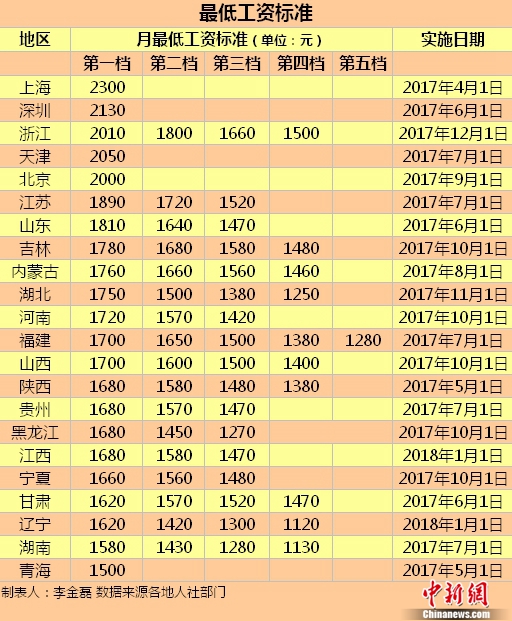 最低工资标准
地区 月最低工资标准（单位：元） 实施日期
第一档 第二档 第三档 第四档 第五档
上海 2300 2017年4月1日
深圳 2130 2017年6月1日
浙江 2010 1800 1660 1500 2017年12月1日
天津 2050 2017年7月1日
北京 2000 2017年9月1日
江苏 1890 1720 1520 2017年7月1日
山东 1810 1640 1470 2017年6月1日
吉林 1780 1680 1580 1480 2017年10月1日
内蒙古 1760 1660 1560 1460 2017年8月1日
湖北 1750 1500 1380 1250 2017年11月1日
河南 1720 1570 1420 2017年10月1日
福建 1700 1650 1500 1380 1280 2017年7月1日
山西 1700 1600 1500 1400 2017年10月1日
陕西 1680 1580 1480 1380 2017年5月1日
贵州 1680 1570 1470 2017年7月1日
黑龙江 1680 1450 1270 2017年10月1日
江西 1680 1580 1470 2018年1月1日
宁夏 1660 1560 1480 2017年10月1日
甘肃 1620 1570 1520 1470 2017年6月1日
辽宁 1620 1420 1300 1120 2018年1月1日
湖南 1580 1430 1280 1130 2017年7月1日
青海 1500 2017年5月1日
制表人：李金磊 数据来源各地人社部门
中新网
www.chinanews.com